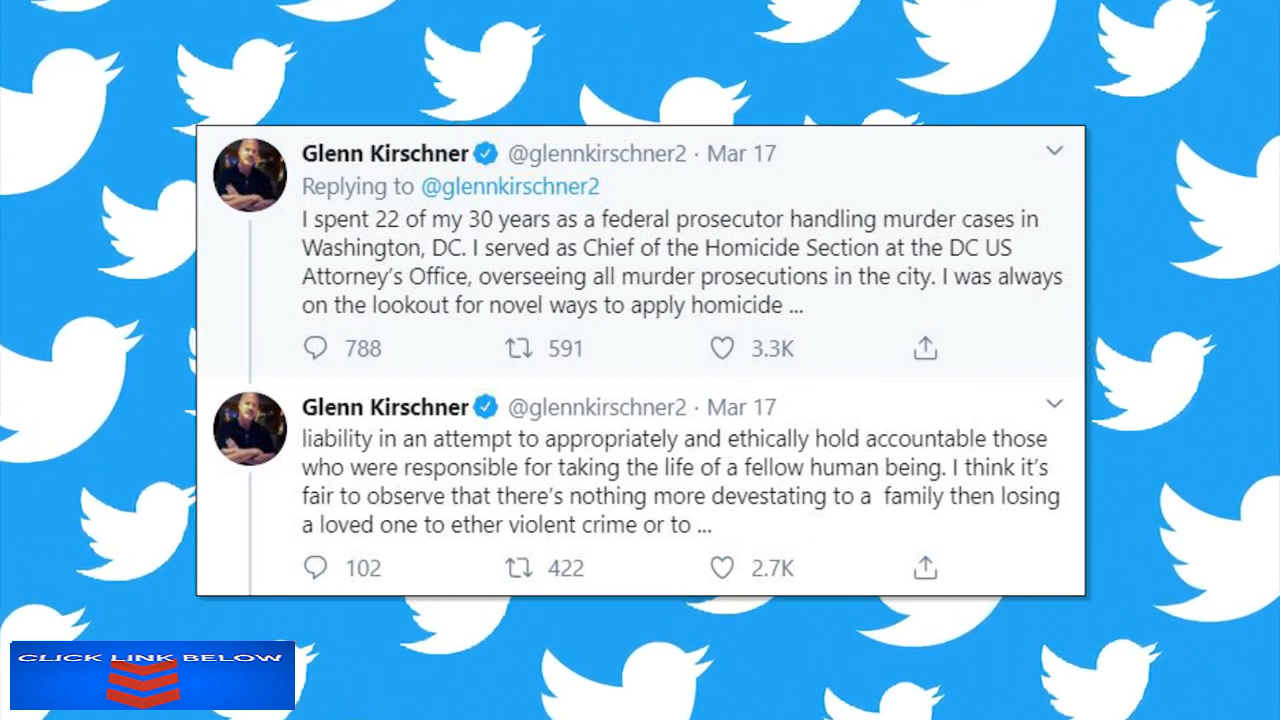 Glenn Kirschner @glennkirschner2 · Mar 17
Replying to @glennkirschner2
I spent 22 of my 30 years as a federal prosecutor handling murder cases in
Washington, DC. I served as Chief of the Homicide Section at the DC US
Attorney's Office, overseeing all murder prosecutions in the city. I was always
on the lookout for novel ways to apply homicide ...
788 591 3.3K
Glenn Kirschner @glennkirschner2 · Mar 17
liability in an attempt to appropriately and ethically hold accountable those
who were responsible for taking the life of a fellow human being. I think it's
fair to observe that there's nothing more devestating to a family then losing
a loved one to ether violent crime or to ...
102 422 2.7K
CLICK LINK BELOW